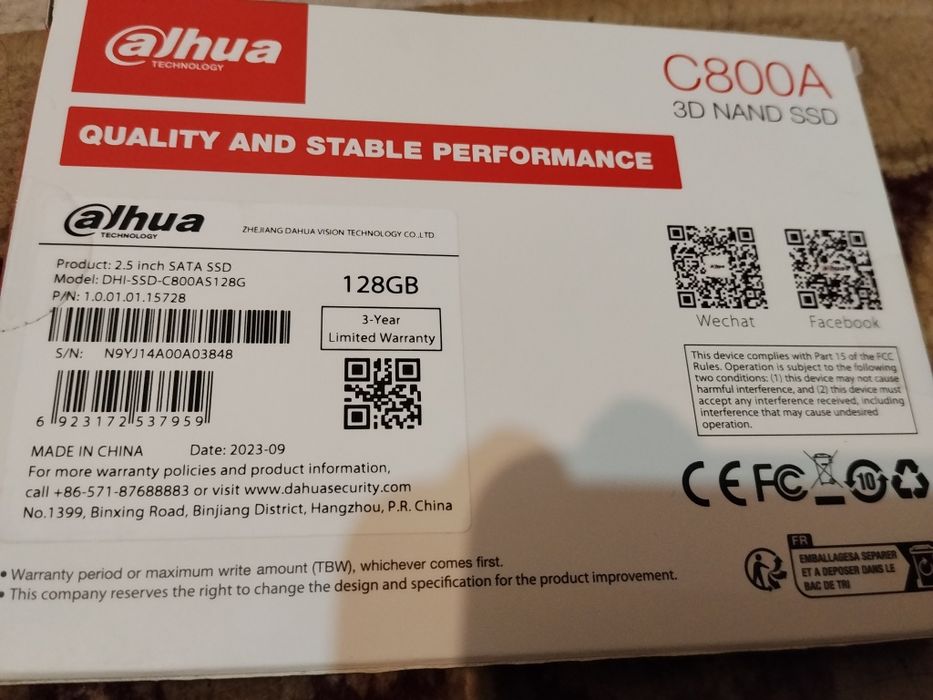 alhua
TECHNOLOGY
C800A
3D NAND SSD
QUALITY AND STABLE PERFORMANCE
alhua
TECHNOLOGY
ZHEJIANG DAHUA VISION TECHNOLOGY CO.,LTD
Product: 2.5 inch SATA SSD
Model: DHI-SSD-C800AS128G
P/N: 1.0.01.01.15728
128GB
3-Year
Limited Warranty
S/N: N9YJ14A00A03848
6 923172 537959
MADE IN CHINA Date: 2023-09
For more warranty policies and product information,
call +86-571-87688883 or visit www.dahuasecurity.com
No.1399, Binxing Road, Binjiang District, Hangzhou, P.R. China
Wechat
Facebook
This device complies with Part 15 of the FCC
Rules. Operation is subject to the following
two conditions: (1) this device may not cause
harmful interference, and (2) this device must
accept any interference received, including
interference that may cause undesired
operation.
CE FC 10
FR
EMBALLAGESA SEPARER
ET A DEPOSER DANS LE
BAC DE TRI
• Warranty period or maximum write amount (TBW), whichever comes first.
• This company reserves the right to change the design and specification for the product improvement.